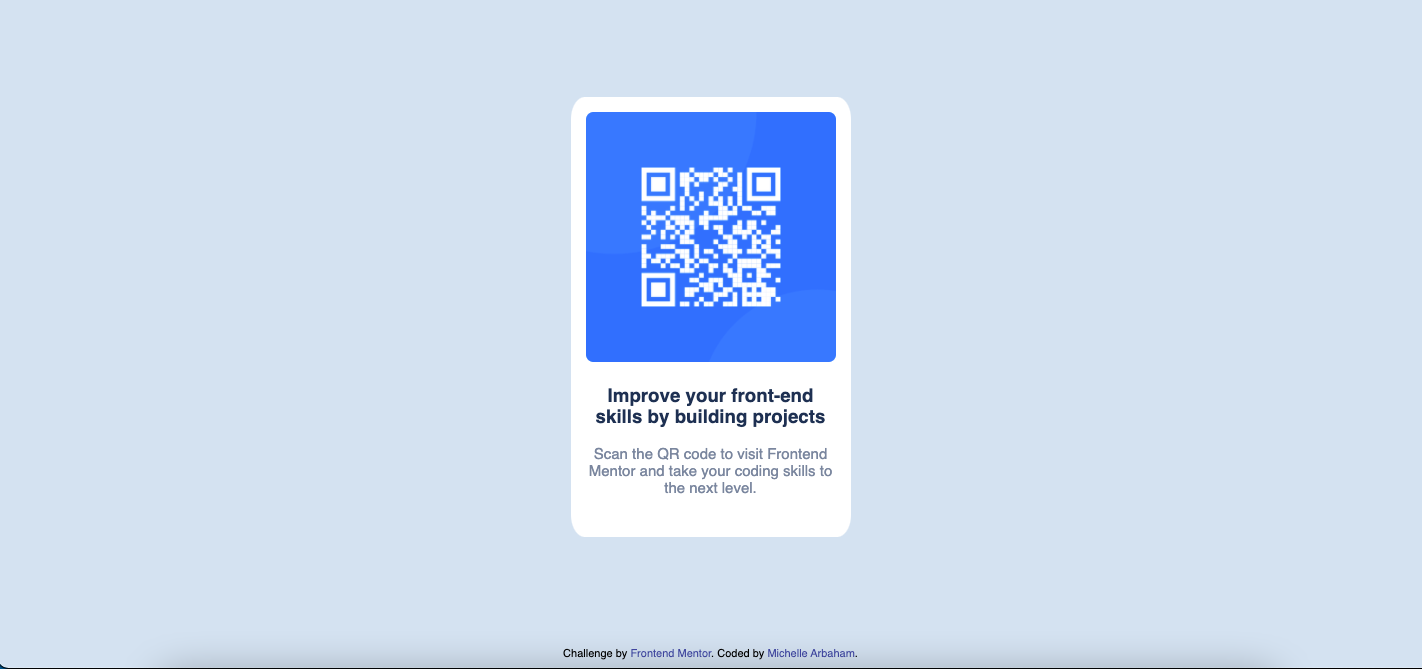 Improve your front-end
skills by building projects
Scan the QR code to visit Frontend
Mentor and take your coding skills to
the next level.
Challenge by Frontend Mentor. Coded by Michelle Arbaham.